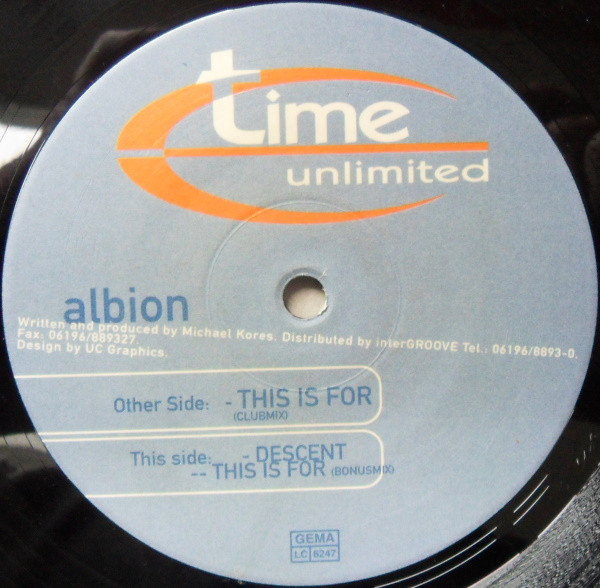 time
unlimited
albion
Written and produced by Michael Kores. Distributed by interGROOVE Tel.: 06196/8893-0.
Fax: 06196/889327.
Design by UC Graphics.
Other Side: - THIS IS FOR
(CLUBMIX)
This side: - DESCENT
-- THIS IS FOR (BONUSMIX)
GEMA
LC 6247